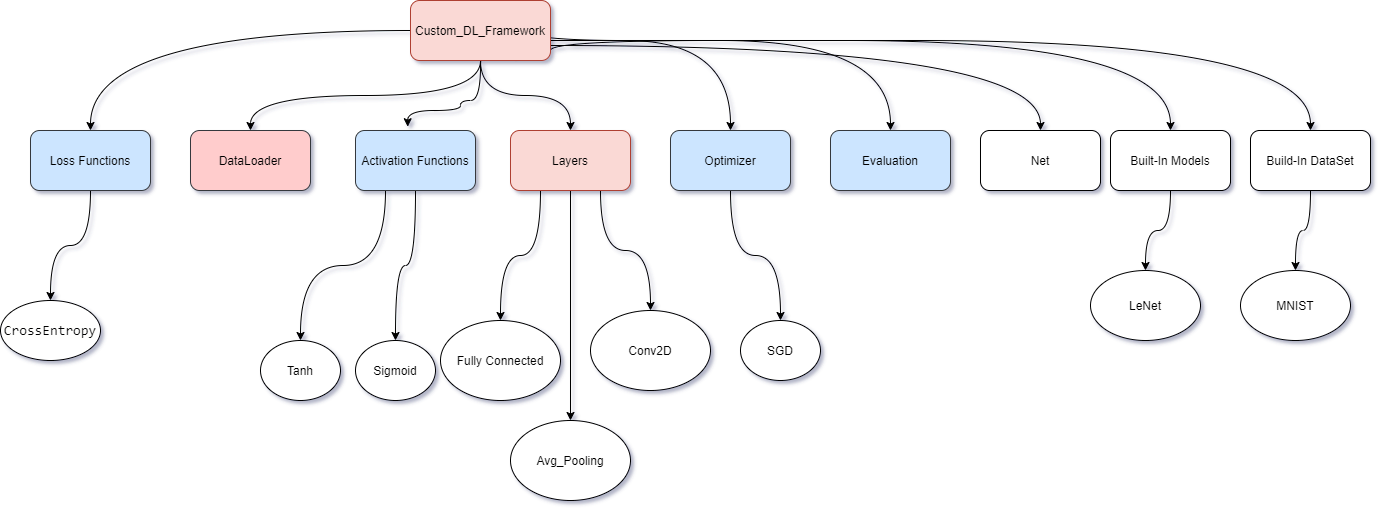 Custom_DL_Framework
Loss Functions
DataLoader
Activation Functions
Layers
Optimizer
Evaluation
Net
Built-In Models
Build-In DataSet
CrossEntropy
Tanh
Sigmoid
Fully Connected
Conv2D
SGD
LeNet
MNIST
Avg_Pooling